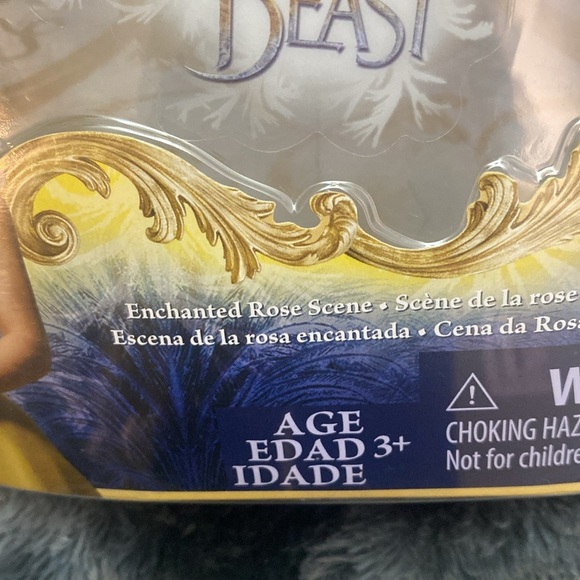 BEAST
Enchanted Rose Scene • Scène de la rose
Escena de la rosa encantada • Cena da Rosa
AGE
EDAD 3+
IDADE
⚠ W
CHOKING HAZ
Not for childre